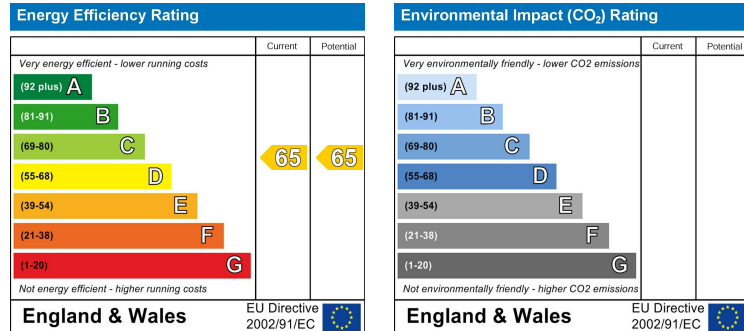 Energy Efficiency Rating
Current Potential
Very energy efficient - lower running costs
(92 plus) A
(81-91) B
(69-80) C
65 65
(55-68) D
(39-54) E
(21-38) F
(1-20) G
Not energy efficient - higher running costs
England & Wales
EU Directive
2002/91/EC
Environmental Impact (CO₂) Rating
Current Potential
Very environmentally friendly - lower CO2 emissions
(92 plus) A
(81-91) B
(69-80) C
(55-68) D
(39-54) E
(21-38) F
(1-20) G
Not environmentally friendly - higher CO2 emissions
England & Wales
EU Directive
2002/91/EC